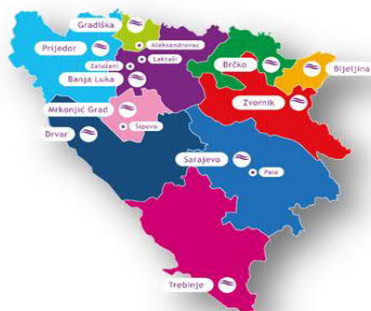 Gradiška
Aleksandrovac
Prijedor
Laktaši
Zalužani
Banja Luka
Brčko
Bijeljina
Mrkonjić Grad
Zvornik
Šipovo
Drvar
Sarajevo
Pale
Trebinje